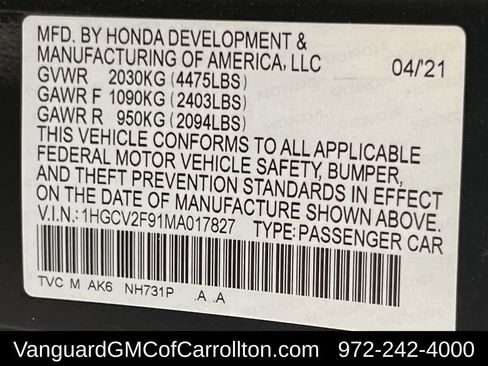 MFD. BY HONDA DEVELOPMENT &
MANUFACTURING OF AMERICA, LLC
04/'21
GVWR 2030KG (4475LBS)
GAWR F 1090KG (2403LBS)
GAWR R 950KG (2094LBS)
THIS VEHICLE CONFORMS TO ALL APPLICABLE
FEDERAL MOTOR VEHICLE SAFETY, BUMPER,
AND THEFT PREVENTION STANDARDS IN EFFECT
ON THE DATE OF MANUFACTURE SHOWN ABOVE.
V.I.N.: 1HGCV2F91MA017827 TYPE: PASSENGER CAR
TVC M AK6 NH731P .A .A
VanguardGMCofCarrollton.com 972-242-4000